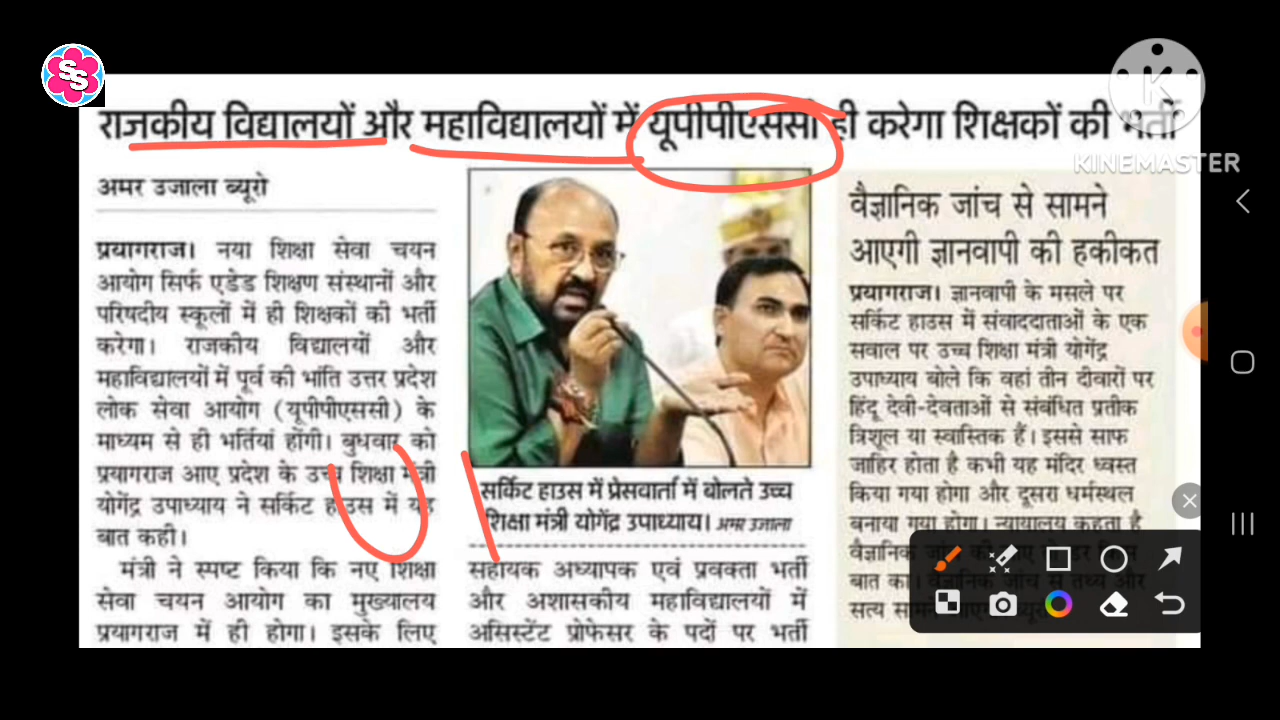 SS
KINEMASTER
राजकीय विद्यालयों और महाविद्यालयों में यूपीपीएससी ही करेगा शिक्षकों की भर्ती
अमर उजाला ब्यूरो
प्रयागराज। नया शिक्षा सेवा चयन
आयोग सिर्फ एडेड शिक्षण संस्थानों और
परिषदीय स्कूलों में ही शिक्षकों की भर्ती
करेगा। राजकीय विद्यालयों और
महाविद्यालयों में पूर्व की भांति उत्तर प्रदेश
लोक सेवा आयोग (यूपीपीएससी) के
माध्यम से ही भर्तियां होंगी। बुधवार को
प्रयागराज आए प्रदेश के उच्च शिक्षा मंत्री
योगेंद्र उपाध्याय ने सर्किट हाउस में यह
बात कही।
मंत्री ने स्पष्ट किया कि नए शिक्षा
सेवा चयन आयोग का मुख्यालय
प्रयागराज में ही होगा। इसके लिए
सर्किट हाउस में प्रेसवार्ता में बोलते उच्च
शिक्षा मंत्री योगेंद्र उपाध्याय। अमर उजाला
सहायक अध्यापक एवं प्रवक्ता भर्ती
और अशासकीय महाविद्यालयों में
असिस्टेंट प्रोफेसर के पदों पर भर्ती
वैज्ञानिक जांच से सामने
आएगी ज्ञानवापी की हकीकत
प्रयागराज। ज्ञानवापी के मसले पर
सर्किट हाउस में संवाददाताओं के एक
सवाल पर उच्च शिक्षा मंत्री योगेंद्र
उपाध्याय बोले कि वहां तीन दीवारों पर
हिंदू देवी-देवताओं से संबंधित प्रतीक
त्रिशूल या स्वास्तिक हैं। इससे साफ
जाहिर होता है कभी यह मंदिर ध्वस्त
किया गया होगा और दूसरा धर्मस्थल
बनाया गया होगा। न्यायालय कहता है
वैज्ञानिक जांच की
बात का। वैज्ञानिक जांच से तथ्य और
सत्य